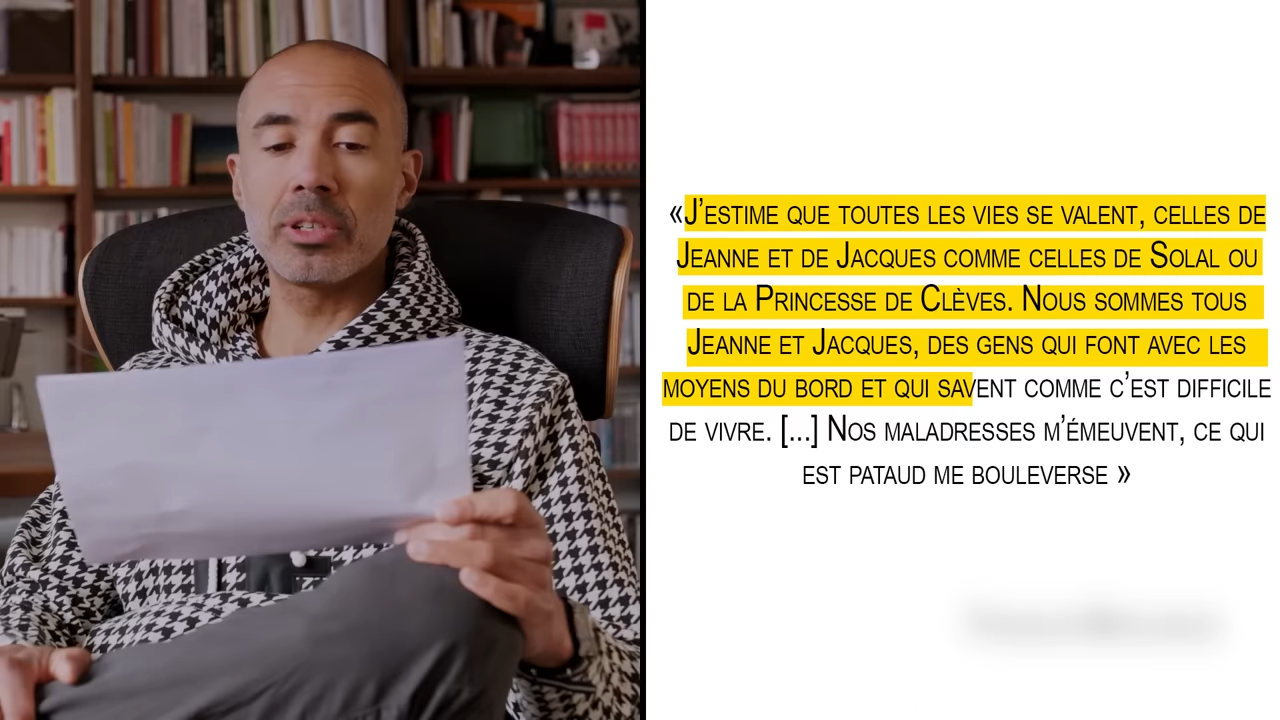 «J’estime que toutes les vies se valent, celles de
Jeanne et de Jacques comme celles de Solal ou
de la Princesse de Clèves. Nous sommes tous
Jeanne et Jacques, des gens qui font avec les
moyens du bord et qui savent comme c’est difficile
de vivre. [...] Nos maladresses m’émeuvent, ce qui
est pataud me bouleverse »